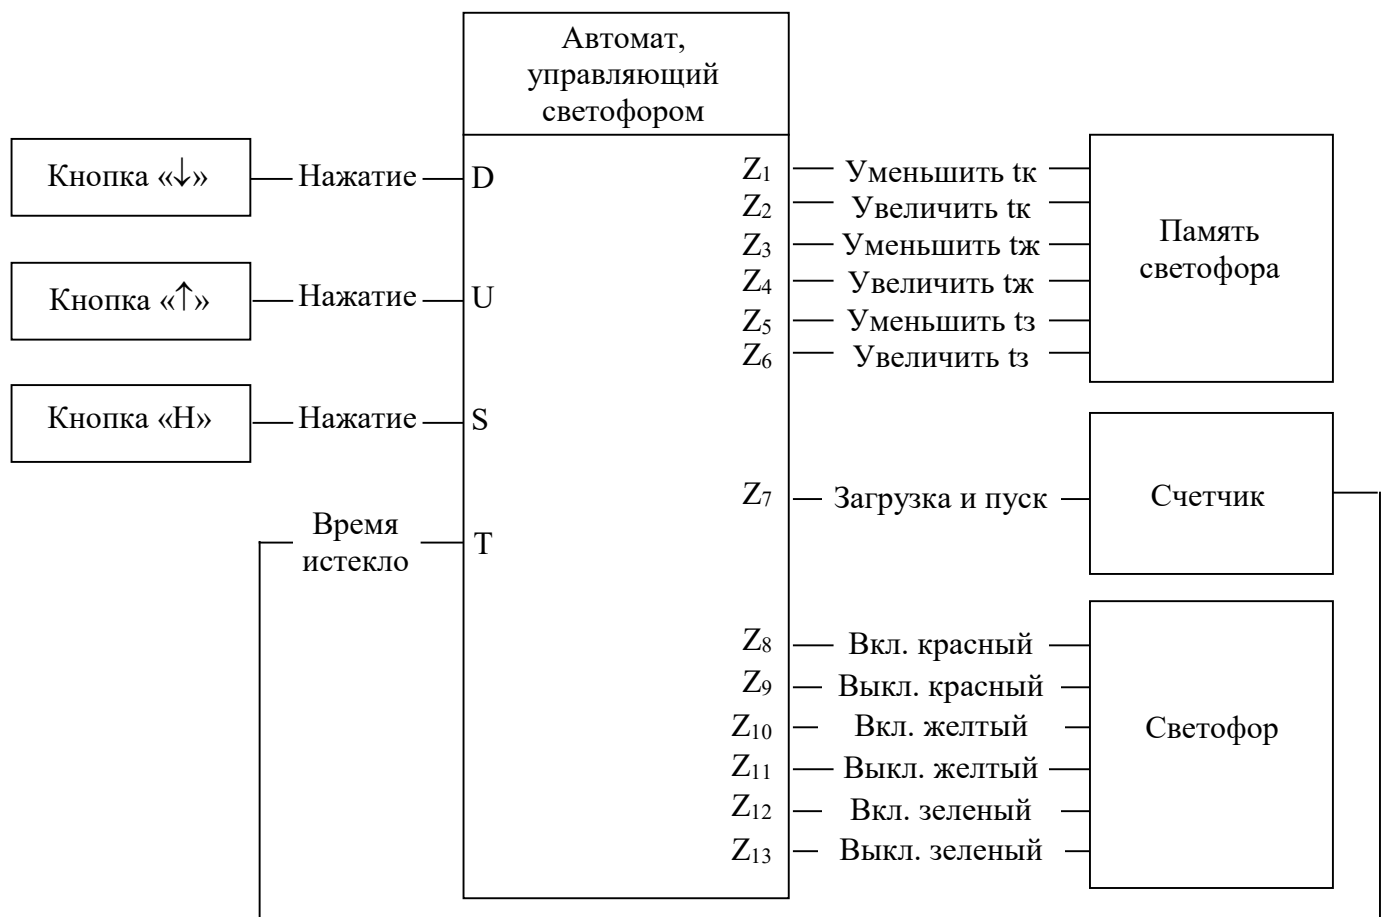 Автомат,
управляющий
светофором
Кнопка «↓»
Нажатие
D
Кнопка «↑»
Нажатие
U
Кнопка «Н»
Нажатие
S
Время
истекло
T
Z1 Уменьшить tк
Z2 Увеличить tк
Z3 Уменьшить tж
Z4 Увеличить tж
Z5 Уменьшить tз
Z6 Увеличить tз
Память
светофора
Z7 Загрузка и пуск
Счетчик
Z8 Вкл. красный
Z9 Выкл. красный
Z10 Вкл. желтый
Z11 Выкл. желтый
Z12 Вкл. зеленый
Z13 Выкл. зеленый
Светофор